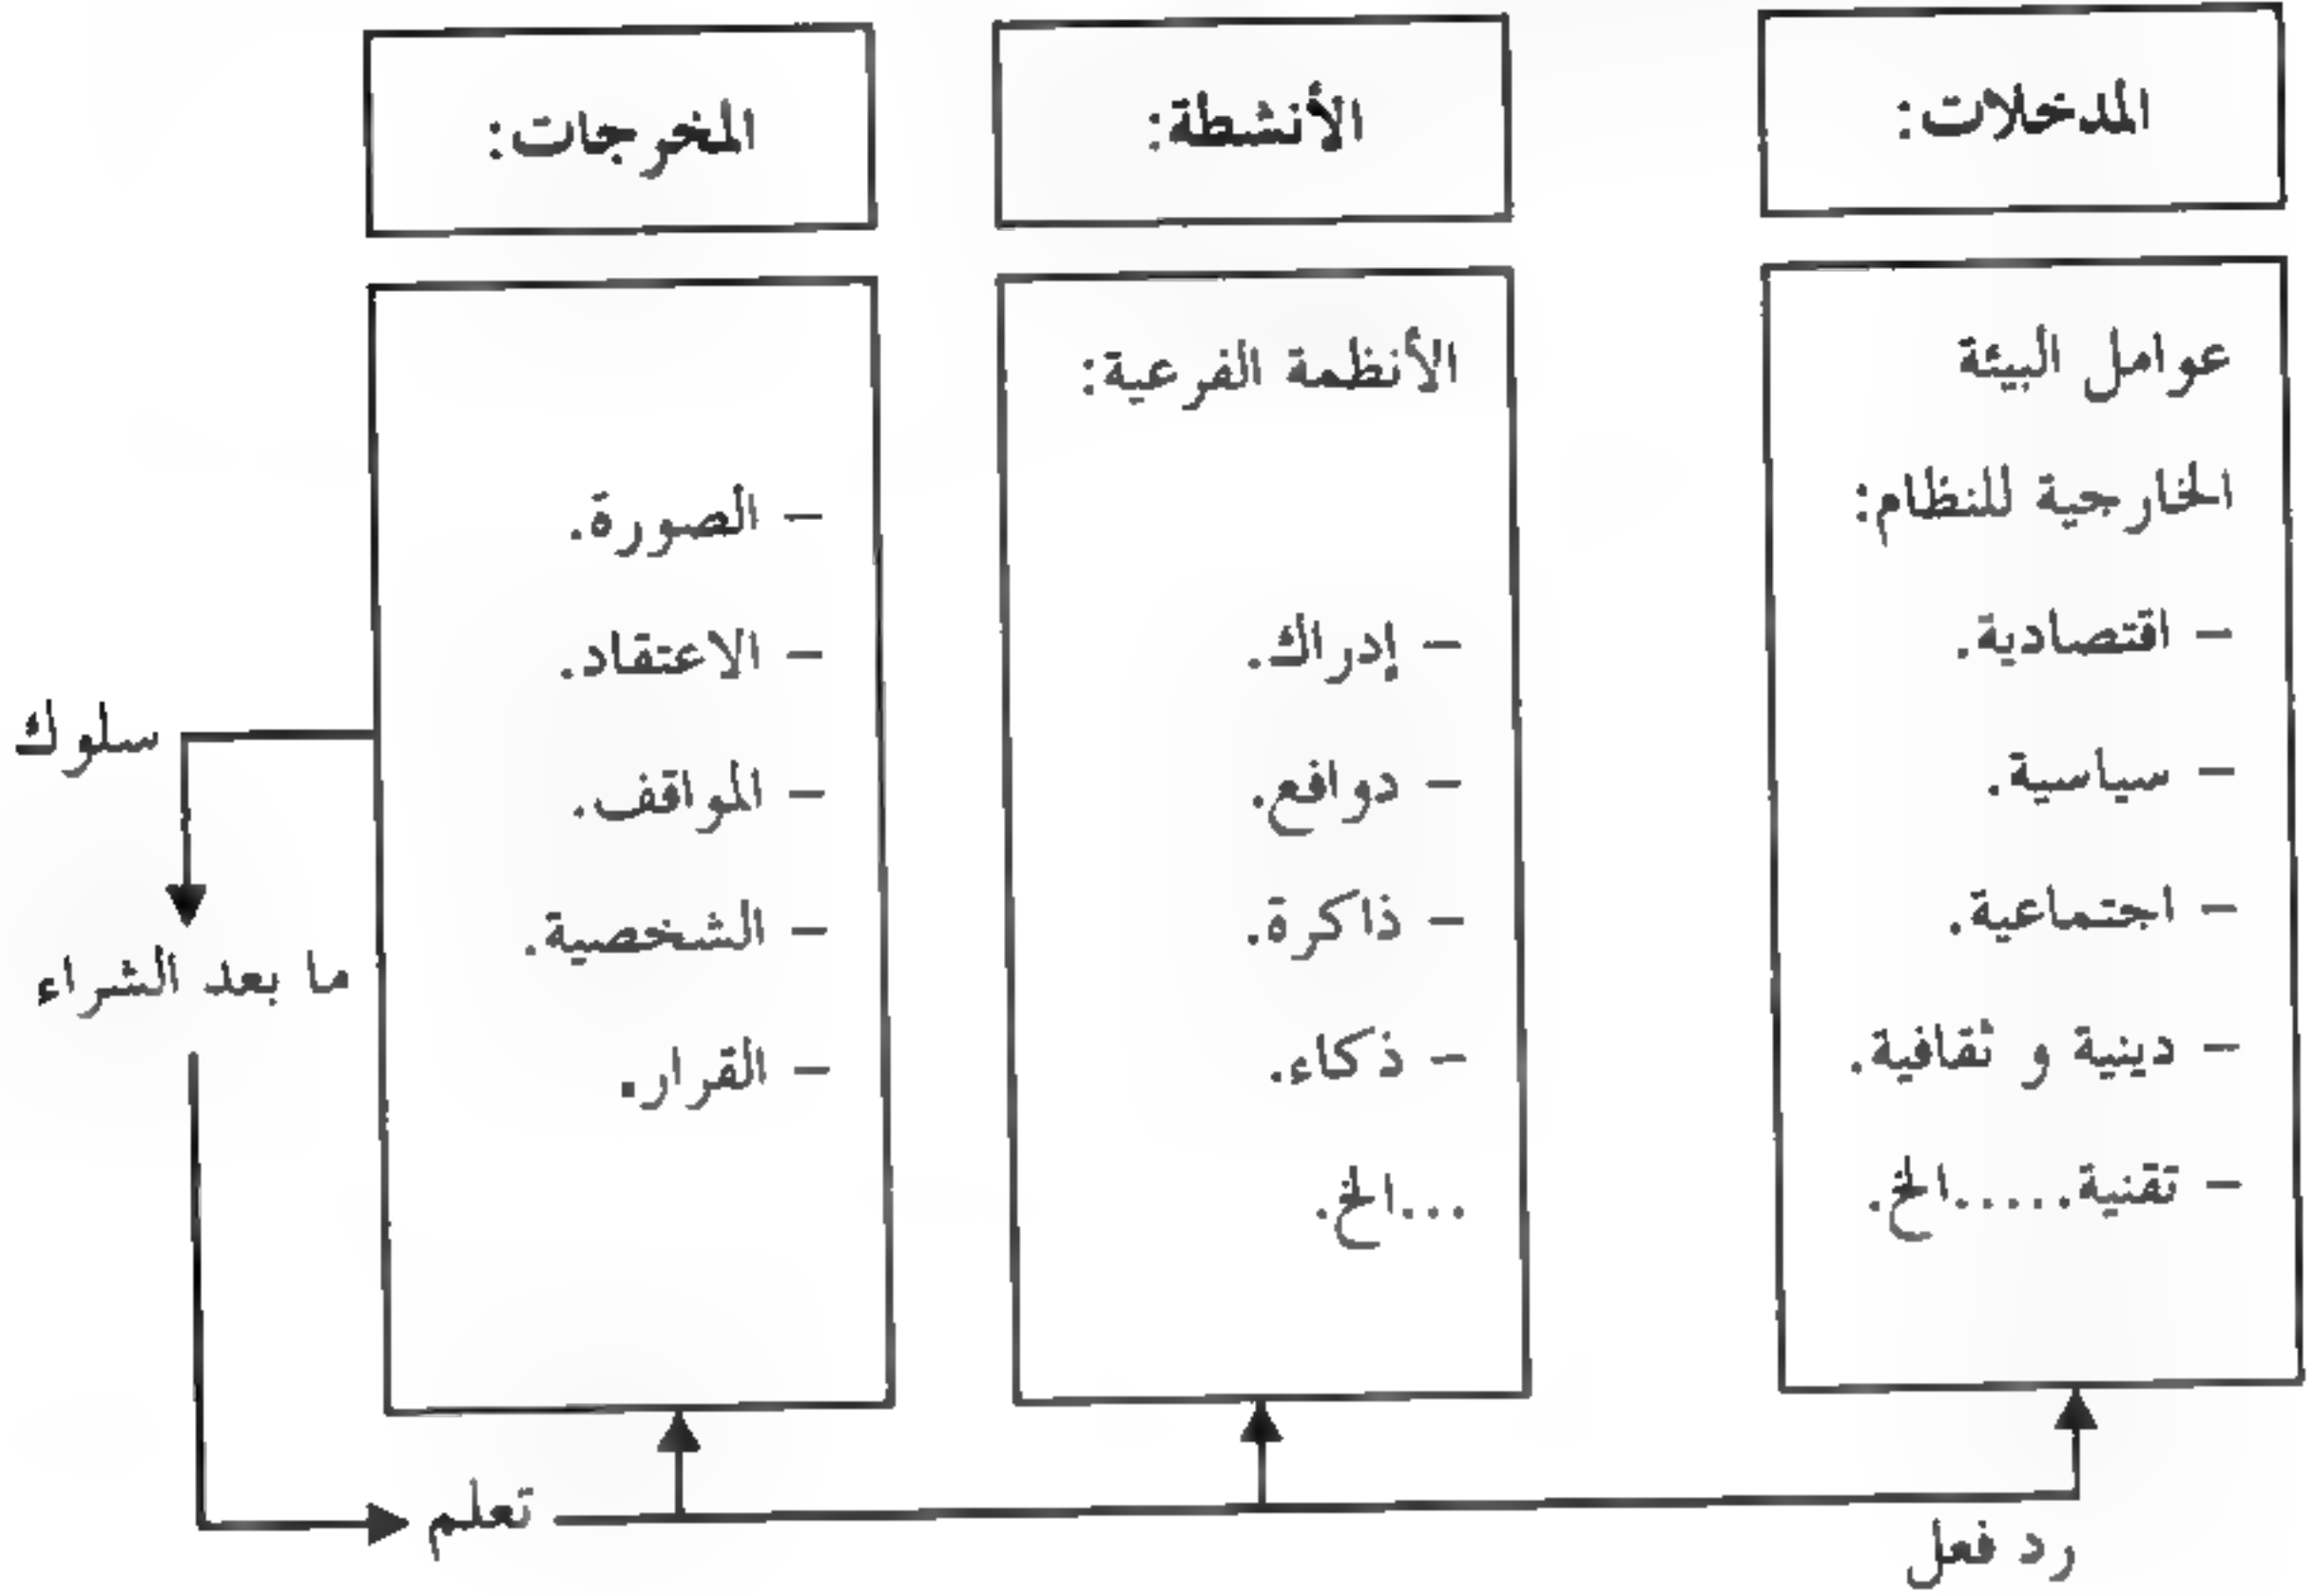 المدخلات:
عوامل البيئة
الخارجية للنظام:
– اقتصادية.
– سياسية.
– اجتماعية.
– دينية و ثقافية.
– تقنية.....الخ.
الأنشطة:
الأنظمة الفرعية:
– إدراك.
– دوافع.
– ذاكرة.
– ذكاء.
...الخ.
المخرجات:
– الصورة.
– الاعتقاد.
– المواقف.
– الشخصية.
– القرار.
سلوك
ما بعد الشراء
تعلم
رد فعل